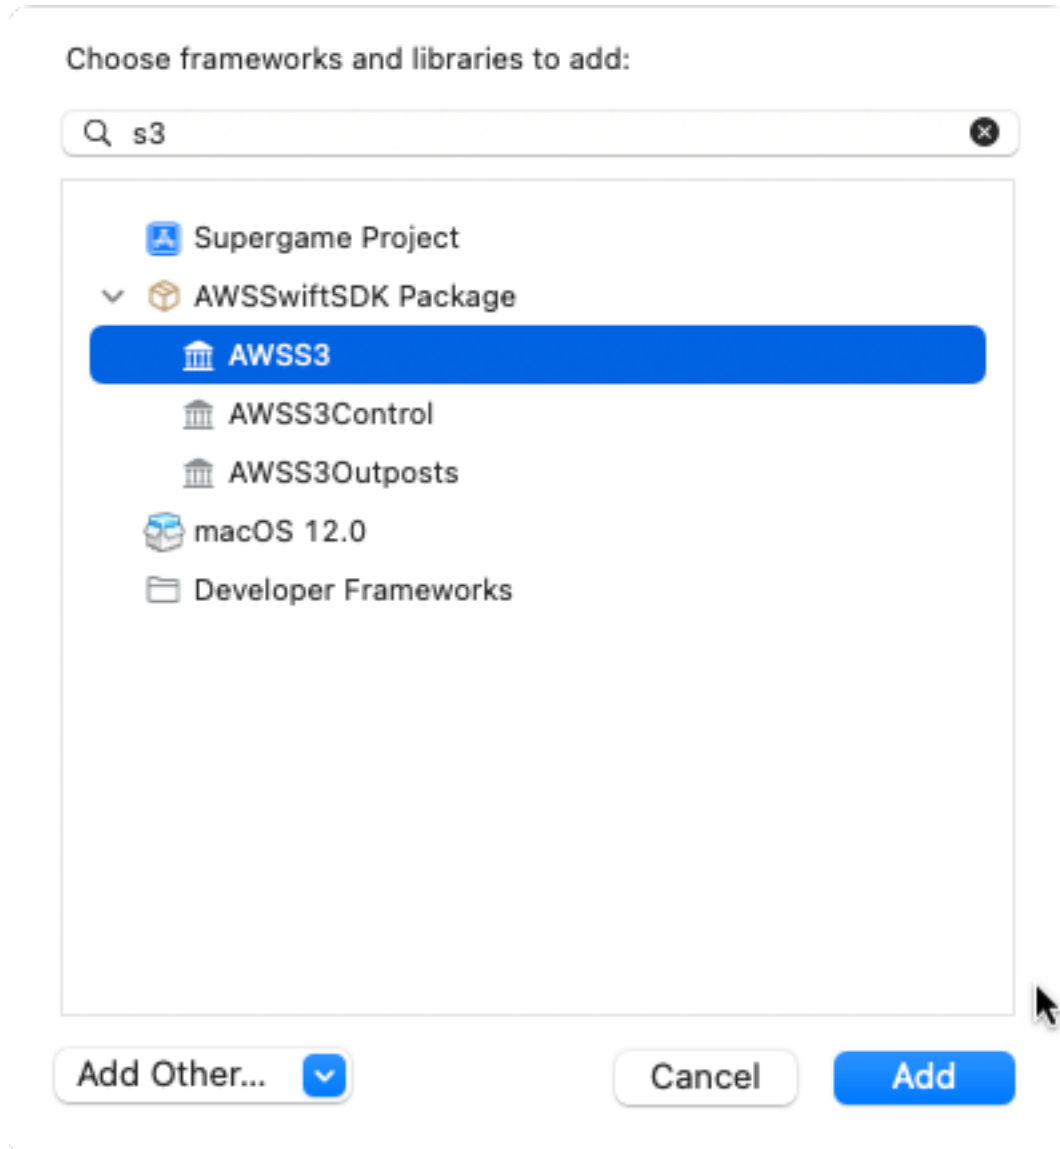 Choose frameworks and libraries to add:
s3
Supergame Project
AWSSwiftSDK Package
AWSS3
AWSS3Control
AWSS3Outposts
macOS 12.0
Developer Frameworks
Add Other... Cancel Add